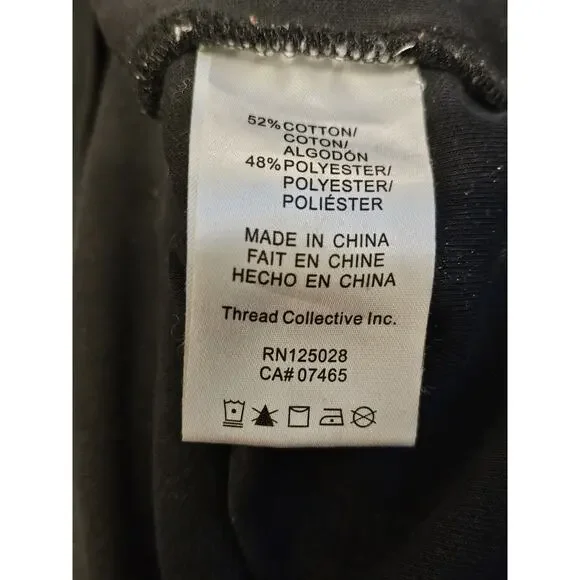 52%COTTON/
COTON/
ALGODÓN
48%POLYESTER/
POLYESTER/
POLIÉSTER
MADE IN CHINA
FAIT EN CHINE
HECHO EN CHINA
Thread Collective Inc.
RN125028
CA# 07465